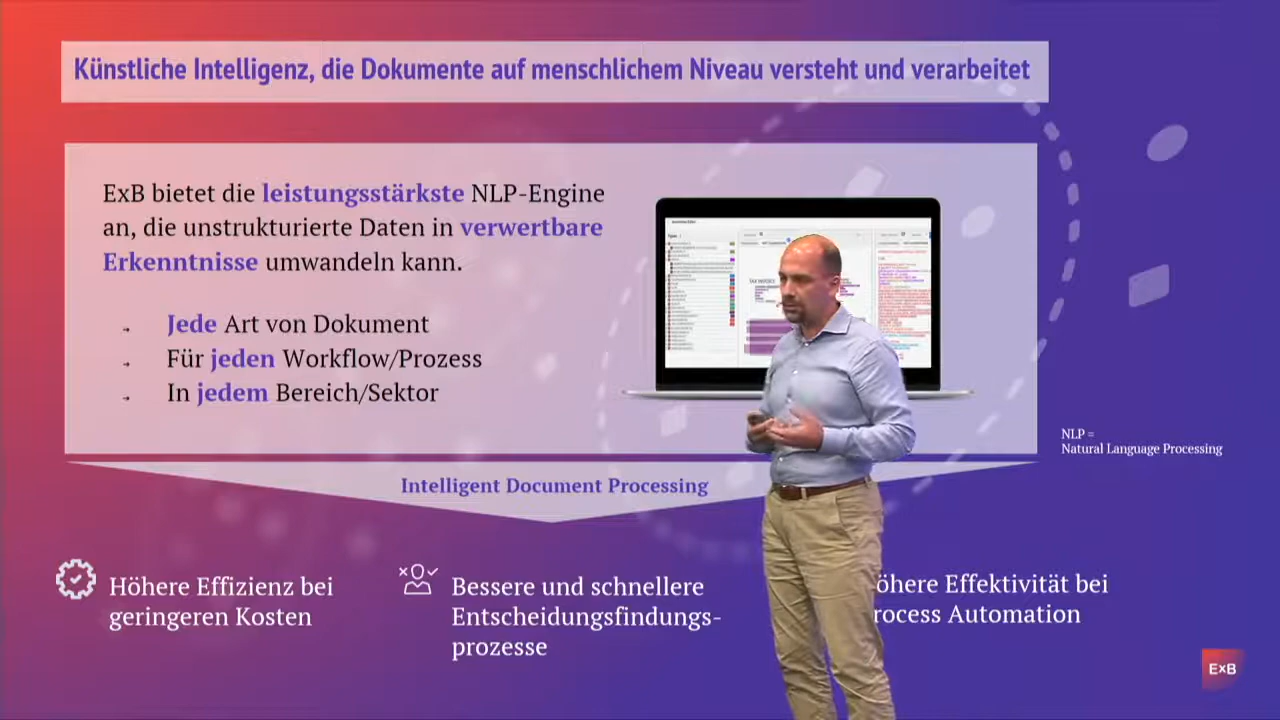 Künstliche Intelligenz, die Dokumente auf menschlichem Niveau versteht und verarbeitet
ExB bietet die leistungsstärkste NLP-Engine
an, die unstrukturierte Daten in verwertbare
Erkenntnisse umwandeln kann.
→ Jede Art von Dokument
→ Für jeden Workflow/Prozess
→ In jedem Bereich/Sektor
TAX INVOICE
NLP =
Natural Language Processing
Intelligent Document Processing
Höhere Effizienz bei
geringeren Kosten
Bessere und schnellere
Entscheidungsfindungs-
prozesse
öhere Effektivität bei
rocess Automation
ExB